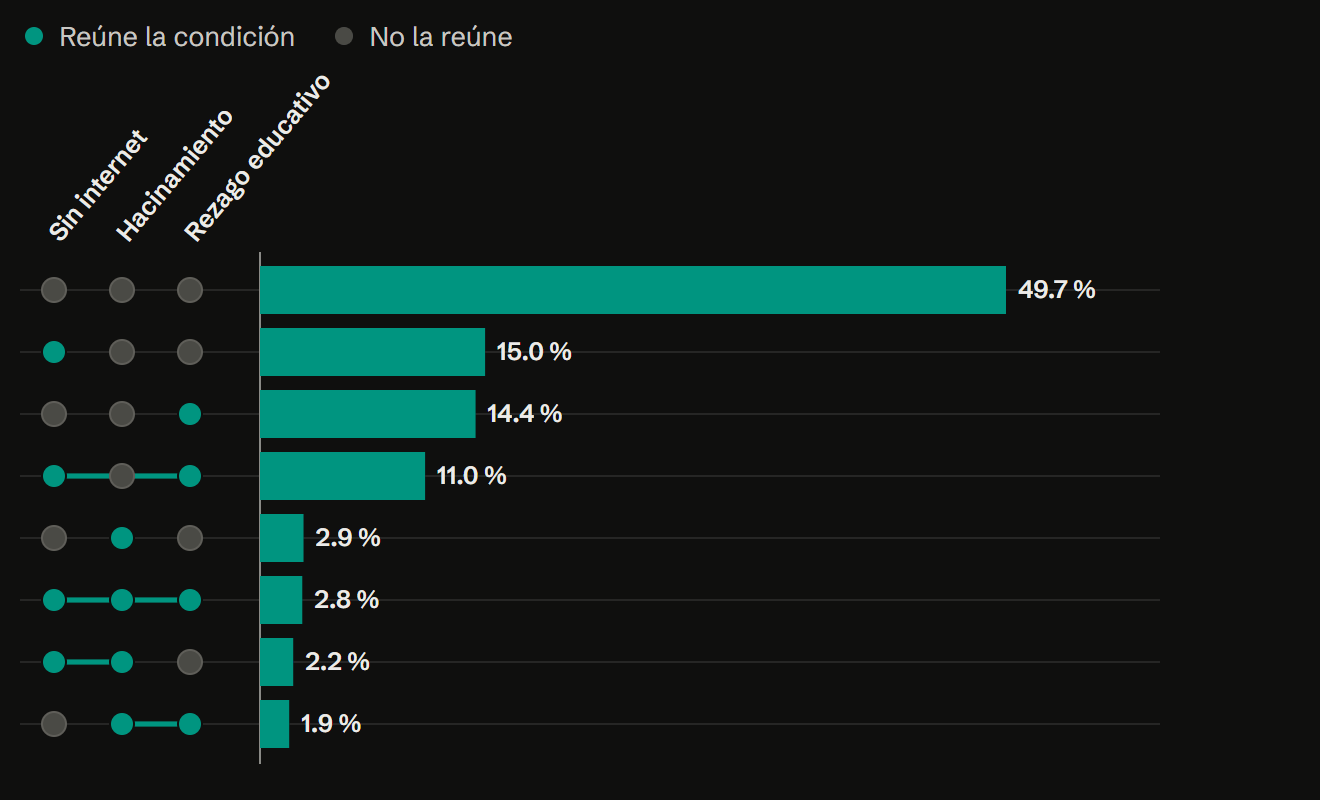 Reúne la condición
No la reúne
Sin internet
Hacinamiento
Rezago educativo
49.7 %
15.0 %
14.4 %
11.0 %
2.9 %
2.8 %
2.2 %
1.9 %